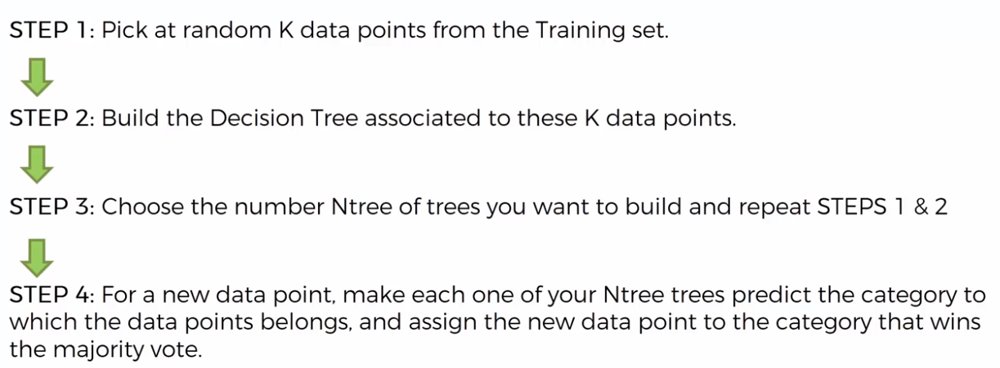 STEP 1: Pick at random K data points from the Training set.
STEP 2: Build the Decision Tree associated to these K data points.
STEP 3: Choose the number Ntree of trees you want to build and repeat STEPS 1 & 2
STEP 4: For a new data point, make each one of your Ntree trees predict the category to
which the data points belongs, and assign the new data point to the category that wins
the majority vote.